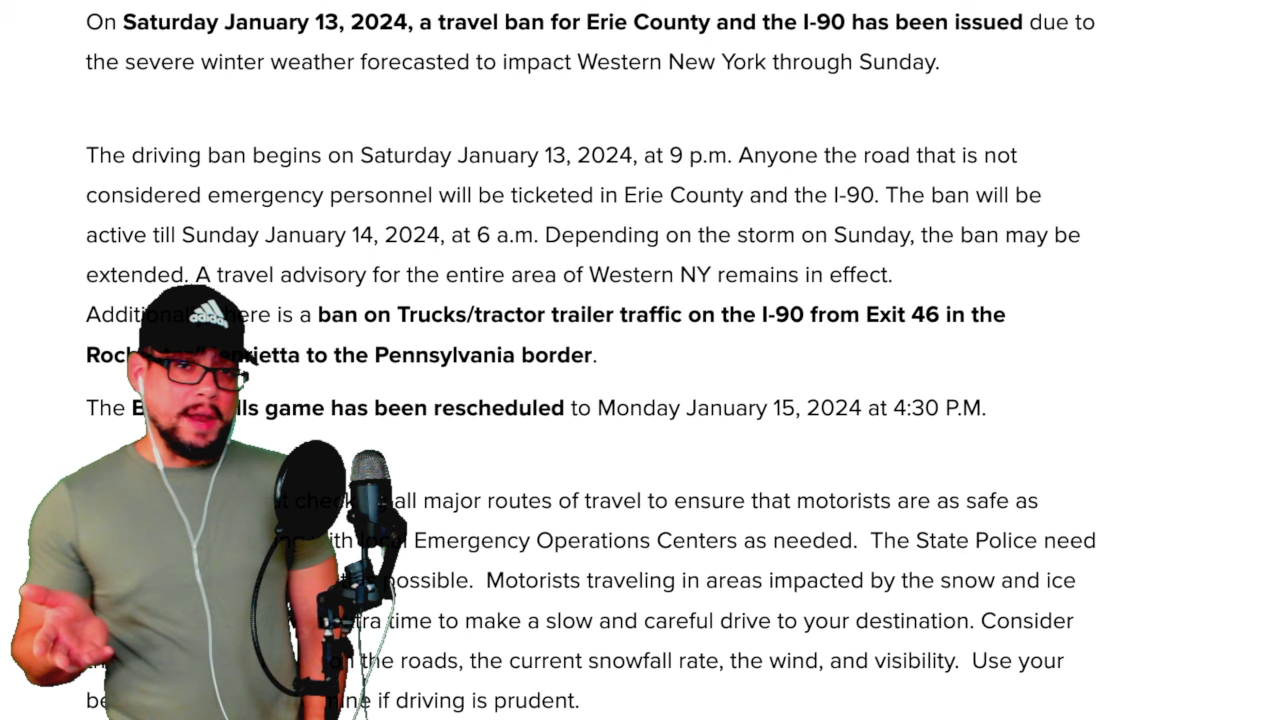 On Saturday January 13, 2024, a travel ban for Erie County and the I-90 has been issued due to
the severe winter weather forecasted to impact Western New York through Sunday.
The driving ban begins on Saturday January 13, 2024, at 9 p.m. Anyone the road that is not
considered emergency personnel will be ticketed in Erie County and the I-90. The ban will be
active till Sunday January 14, 2024, at 6 a.m. Depending on the storm on Sunday, the ban may be
extended. A travel advisory for the entire area of Western NY remains in effect.
is a ban on Trucks/tractor trailer traffic on the I-90 from Exit 46 in the
to the Pennsylvania border.
The game has been rescheduled to Monday January 15, 2024 at 4:30 P.M.
all major routes of travel to ensure that motorists are as safe as
Emergency Operations Centers as needed. The State Police need
possible. Motorists traveling in areas impacted by the snow and ice
time to make a slow and careful drive to your destination. Consider
the roads, the current snowfall rate, the wind, and visibility. Use your
if driving is prudent.
adidas